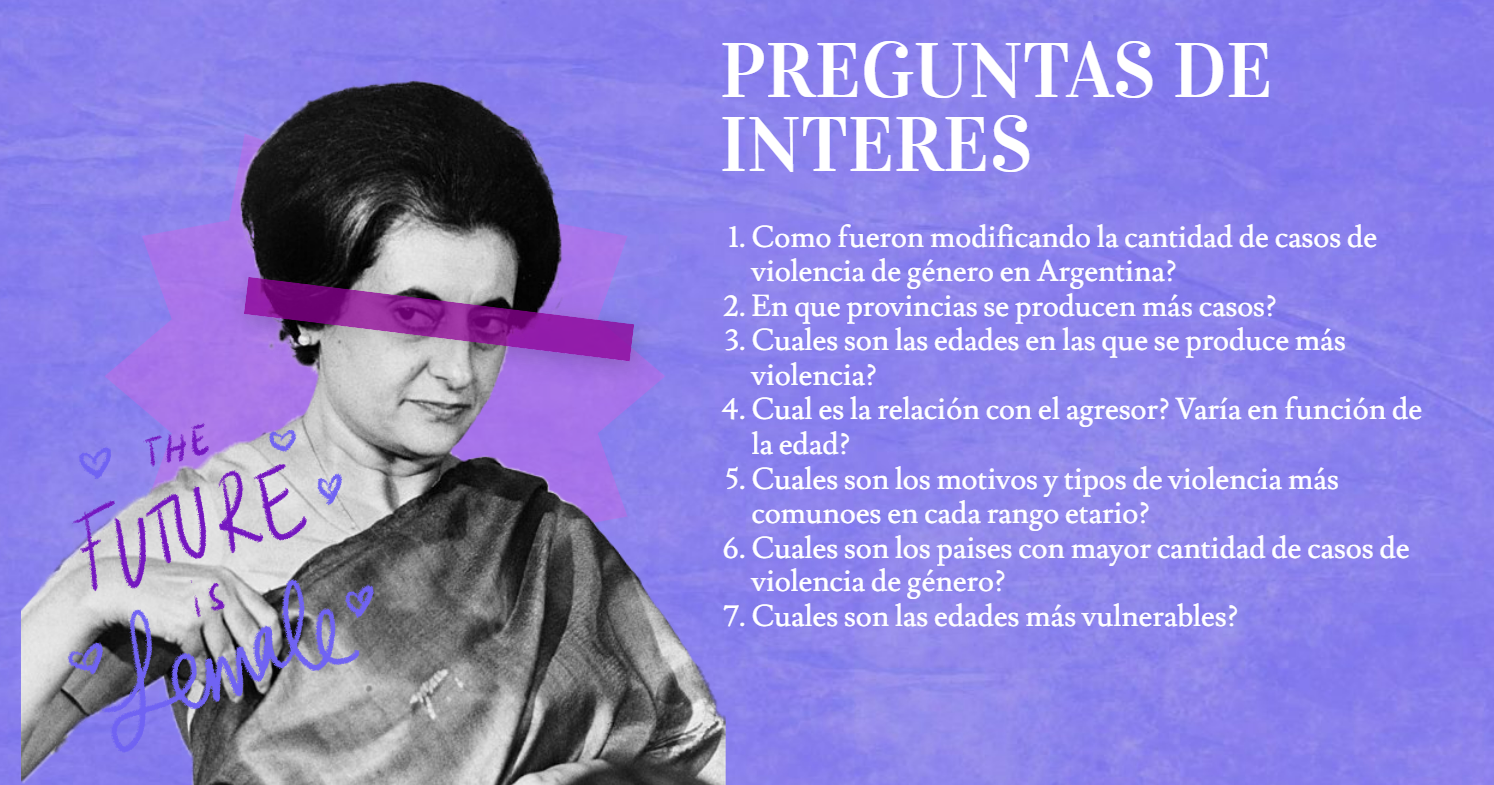 PREGUNTAS DE
INTERES
1. Como fueron modificando la cantidad de casos de
violencia de género en Argentina?
2. En que provincias se producen más casos?
3. Cuales son las edades en las que se produce más
violencia?
4. Cual es la relación con el agresor? Varía en función de
la edad?
5. Cuales son los motivos y tipos de violencia más
comunoes en cada rango etario?
6. Cuales son los paises con mayor cantidad de casos de
violencia de género?
7. Cuales son las edades más vulnerables?
THE
FUTURE
IS
female